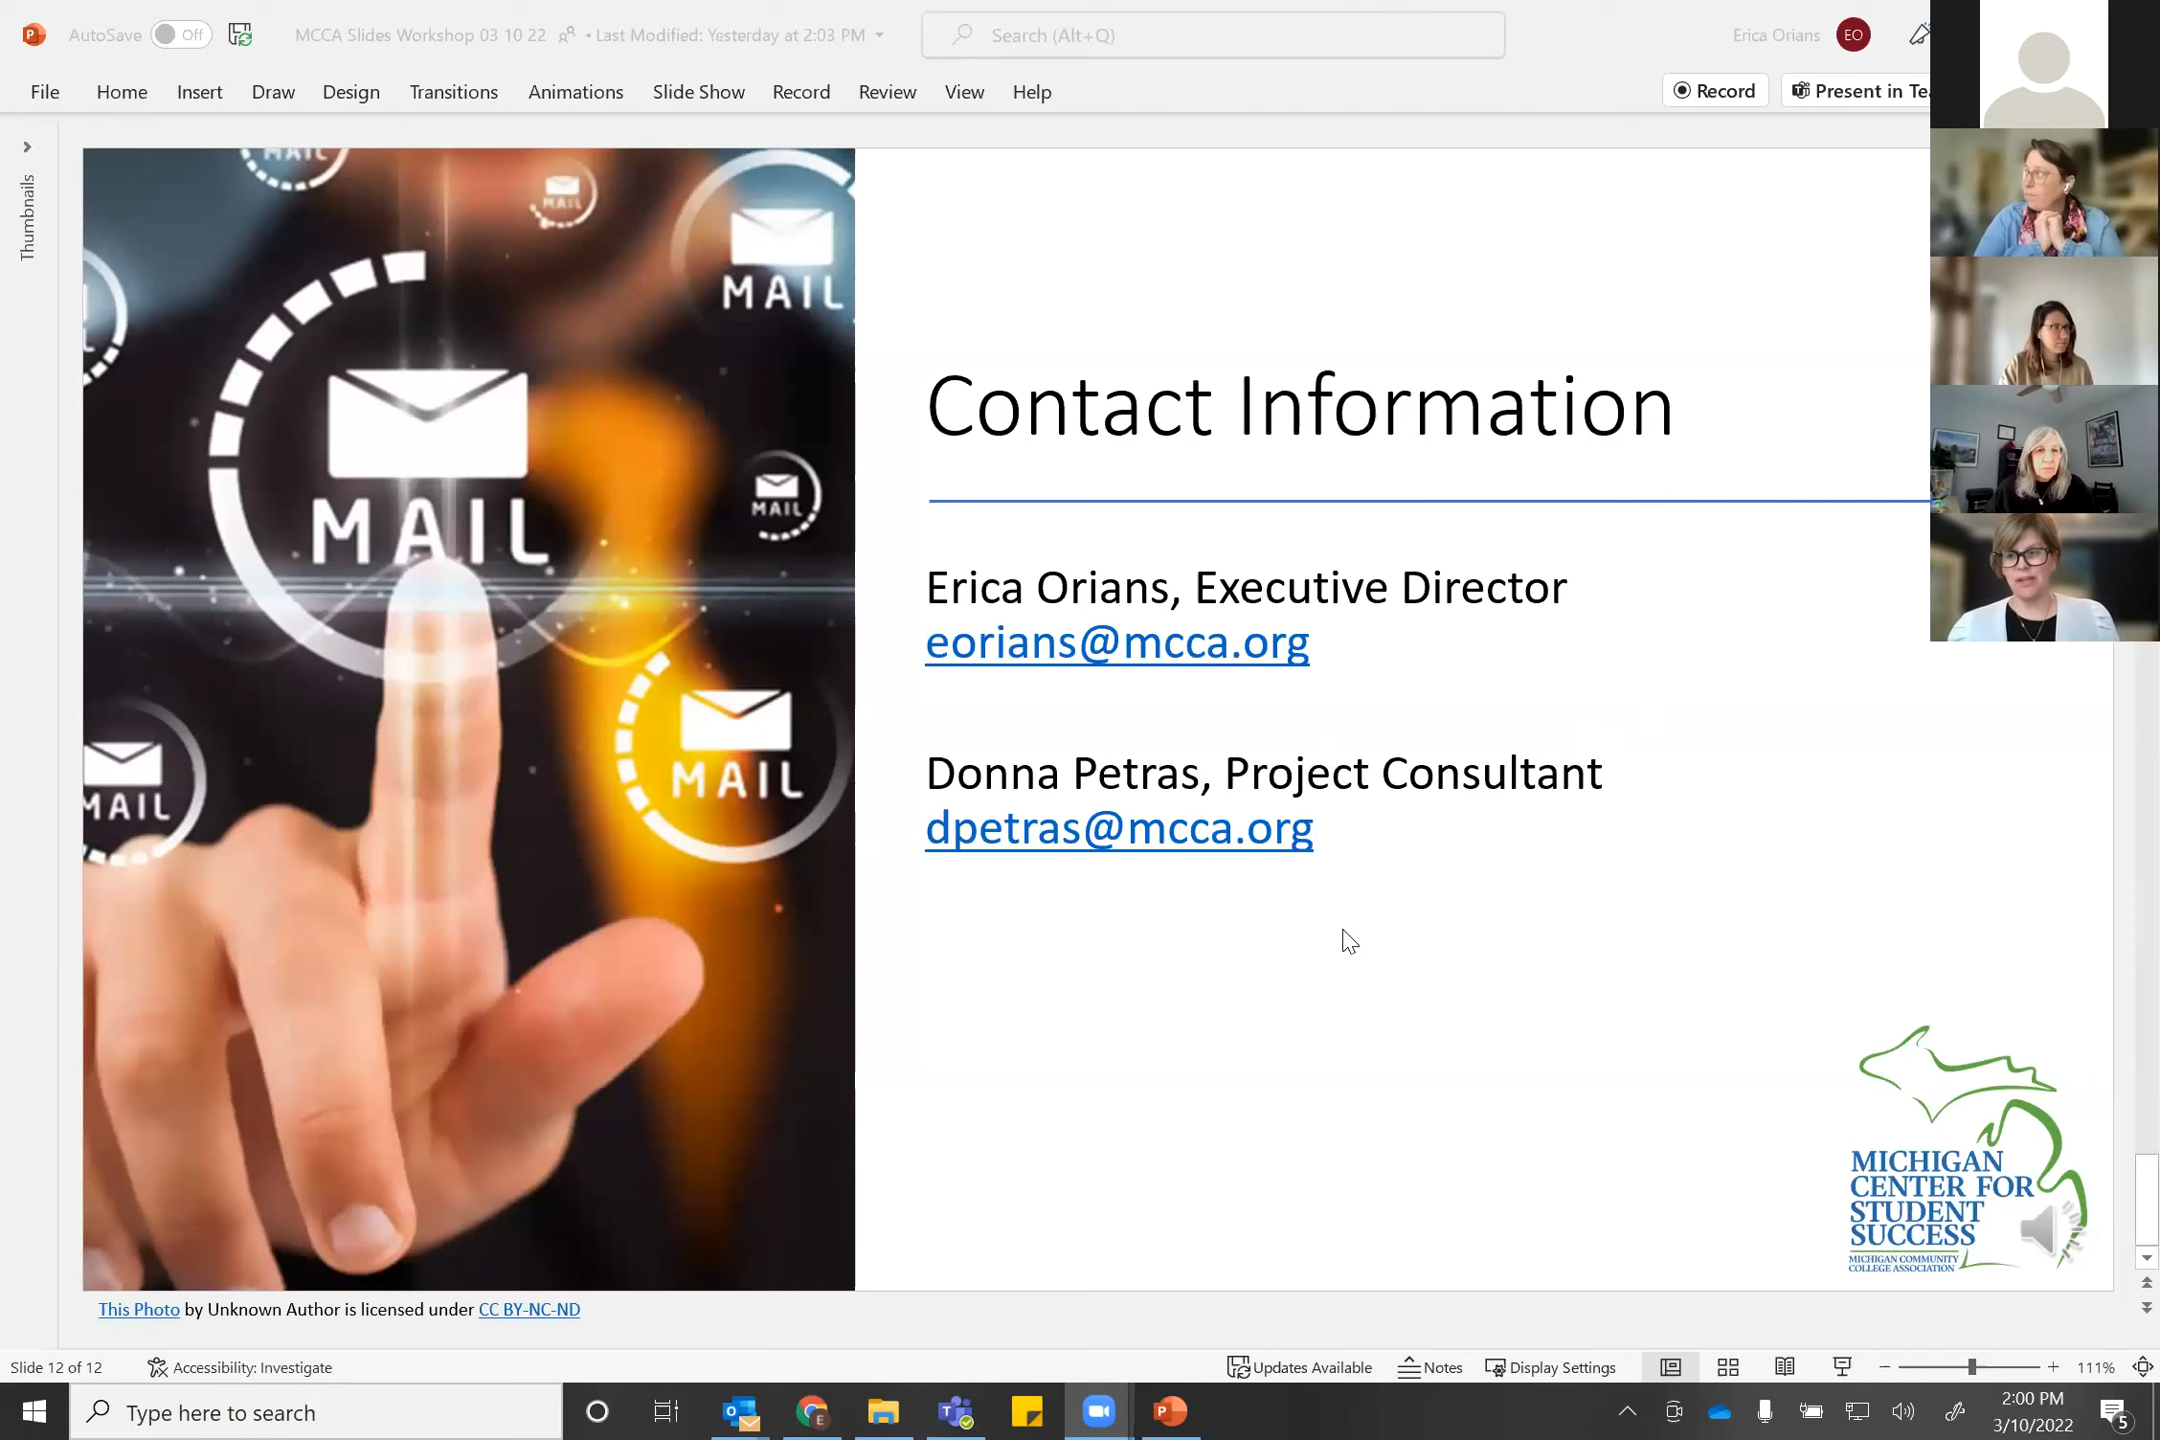 AutoSave Off MCCA Slides Workshop 03 10 22 • Last Modified: Yesterday at 2:03 PM Search (Alt+Q) Erica Orians EO
File Home Insert Draw Design Transitions Animations Slide Show Record Review View Help Record Present in Tea
Thumbnails
MAIL
MAIL
MAIL
MAIL
MAIL
MAIL
MAIL
Contact Information
Erica Orians, Executive Director
eorians@mcca.org
Donna Petras, Project Consultant
dpetras@mcca.org
MICHIGAN
CENTER FOR
STUDENT
SUCCESS
MICHIGAN COMMUNITY
COLLEGE ASSOCIATION
This Photo by Unknown Author is licensed under CC BY-NC-ND
Slide 12 of 12 Accessibility: Investigate Updates Available Notes Display Settings 111%
Type here to search 2:00 PM
3/10/2022 5